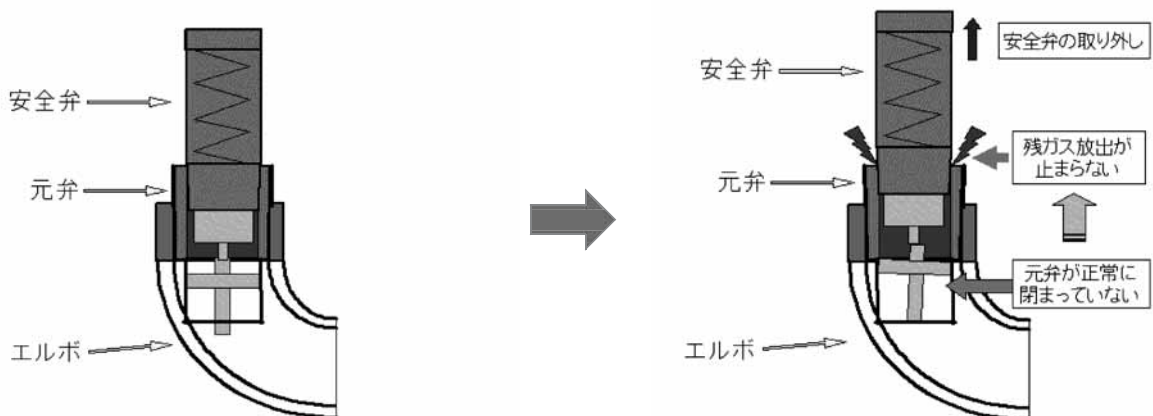 安全弁
元弁
エルボ
安全弁
元弁
エルボ
安全弁の取り外し
残ガス放出が
止まらない
元弁が正常に
閉まっていない